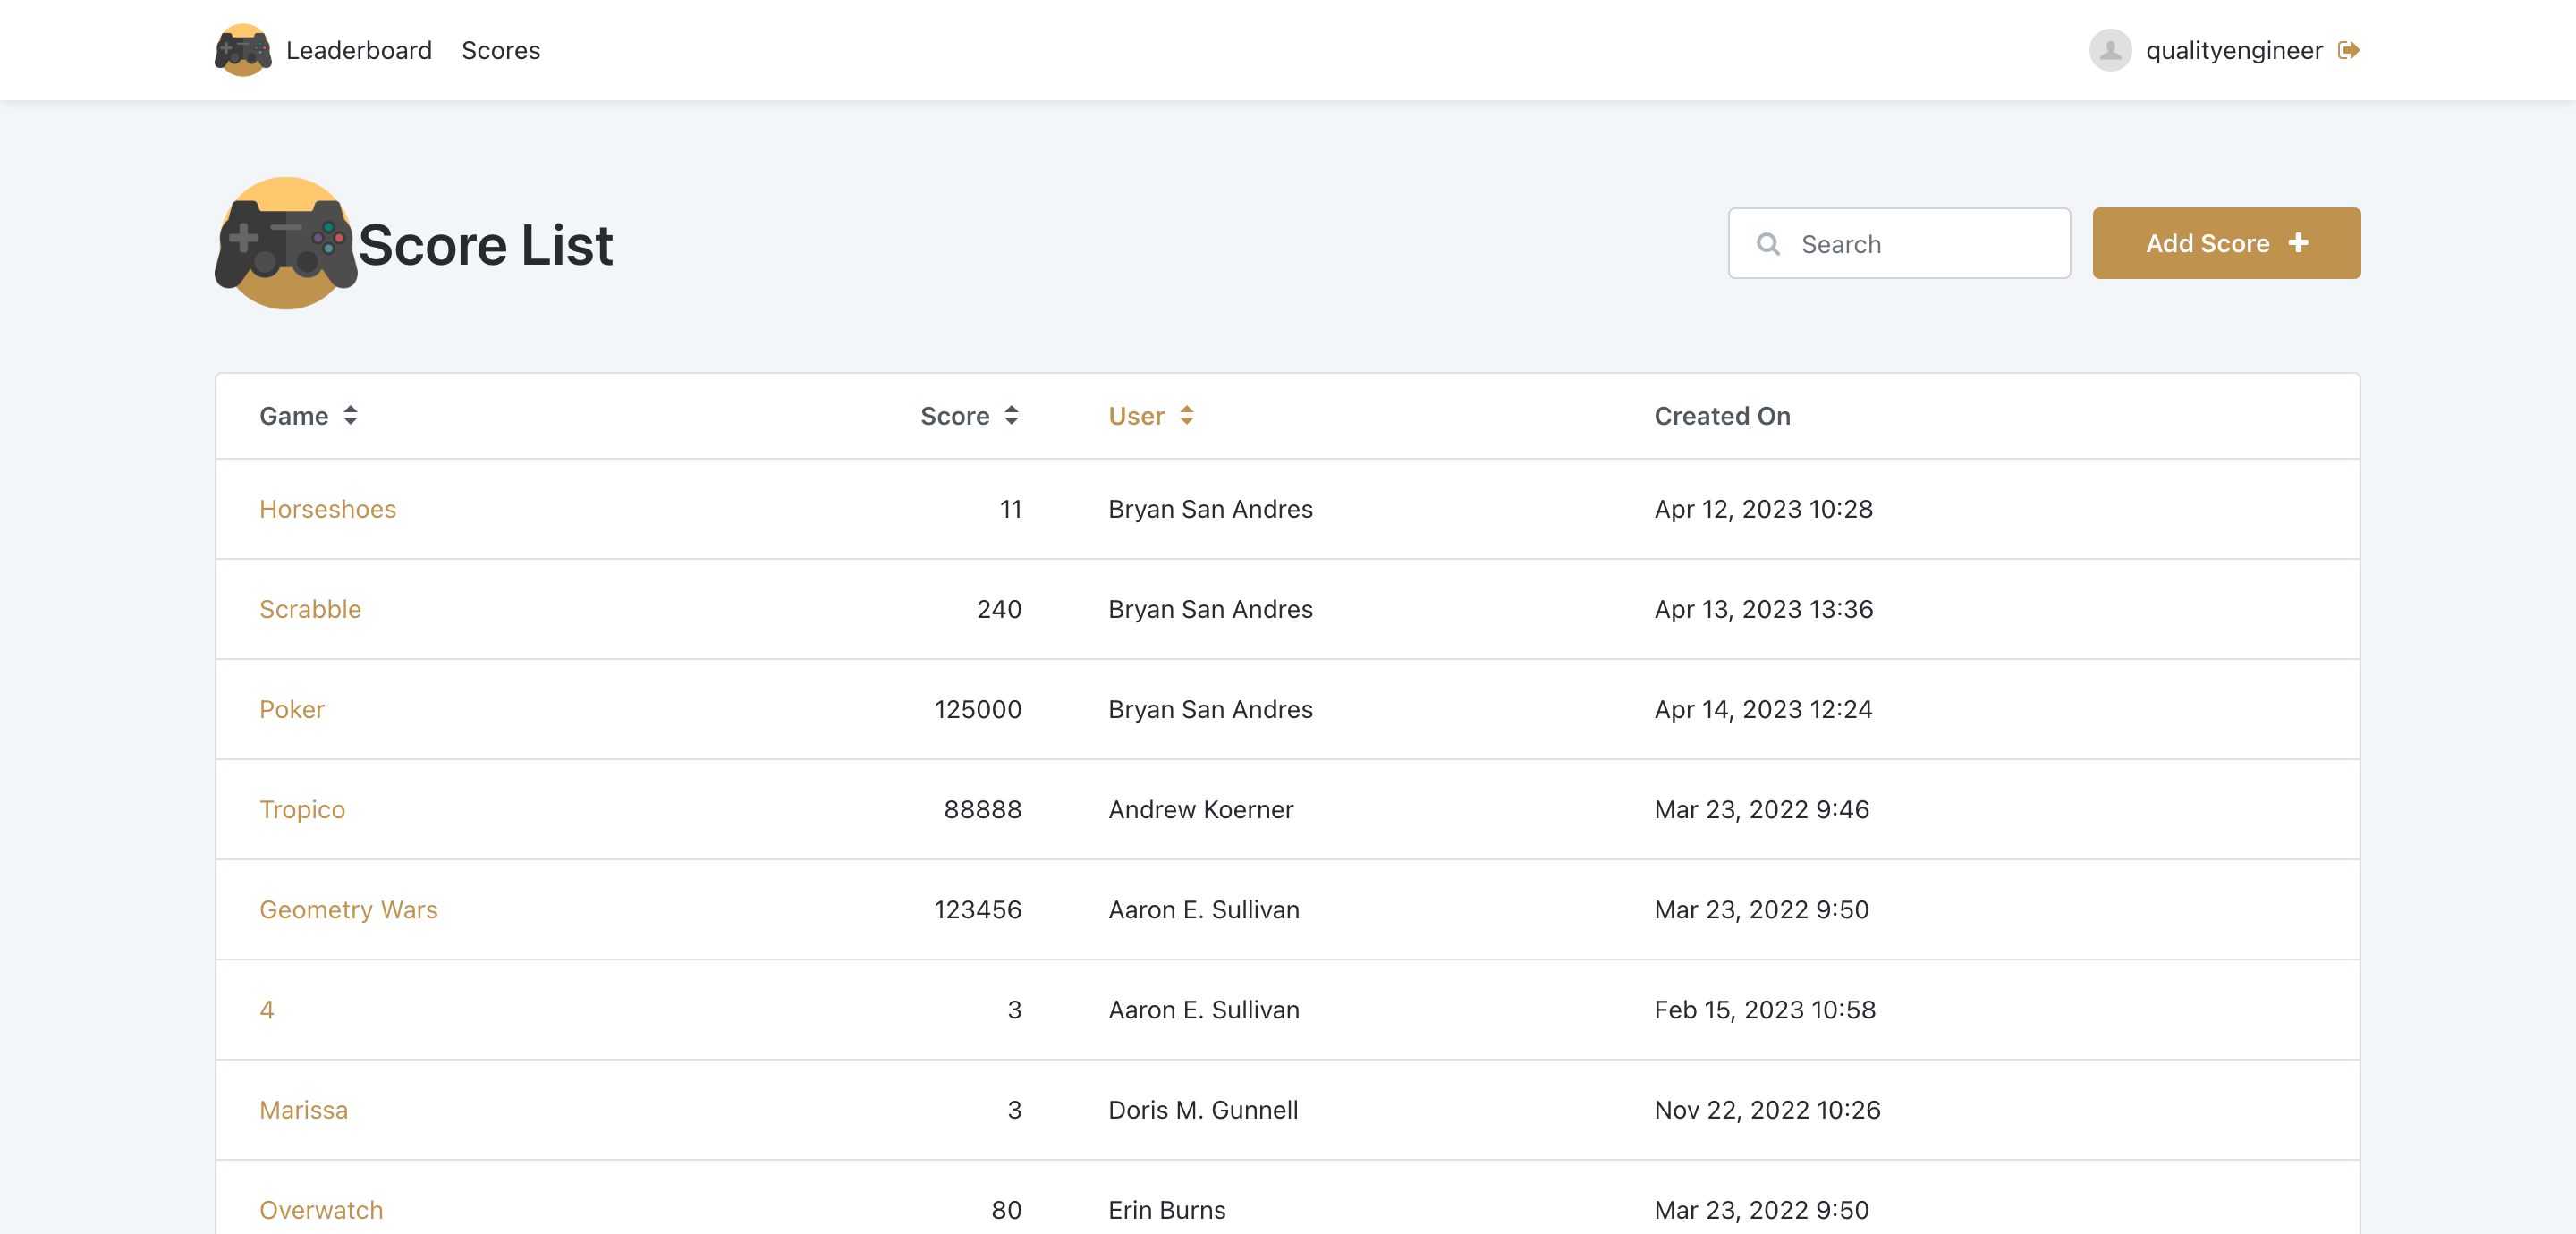 Leaderboard Scores qualityengineer
Score List
Search
Add Score
Game Score User Created On
Horseshoes 11 Bryan San Andres Apr 12, 2023 10:28
Scrabble 240 Bryan San Andres Apr 13, 2023 13:36
Poker 125000 Bryan San Andres Apr 14, 2023 12:24
Tropico 88888 Andrew Koerner Mar 23, 2022 9:46
Geometry Wars 123456 Aaron E. Sullivan Mar 23, 2022 9:50
4 3 Aaron E. Sullivan Feb 15, 2023 10:58
Marissa 3 Doris M. Gunnell Nov 22, 2022 10:26
Overwatch 80 Erin Burns Mar 23, 2022 9:50